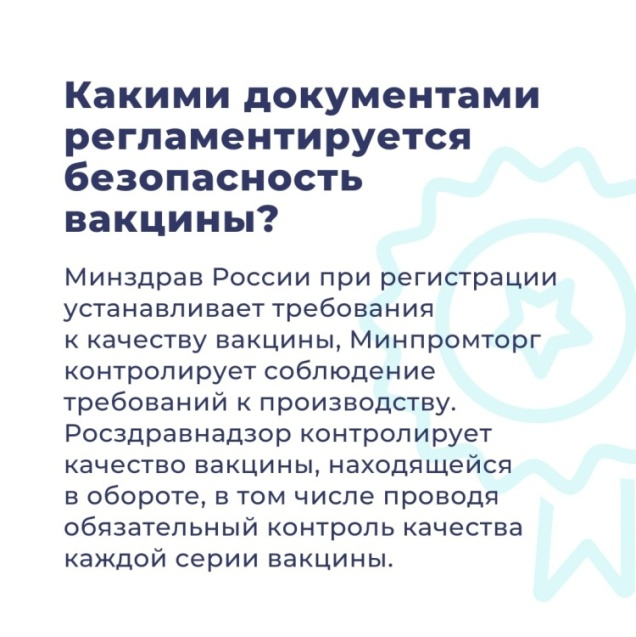 Какими документами
регламентируется
безопасность
вакцины?
Минздрав России при регистрации
устанавливает требования
к качеству вакцины, Минпромторг
контролирует соблюдение
требований к производству.
Росздравнадзор контролирует
качество вакцины, находящейся
в обороте, в том числе проводя
обязательный контроль качества
каждой серии вакцины.